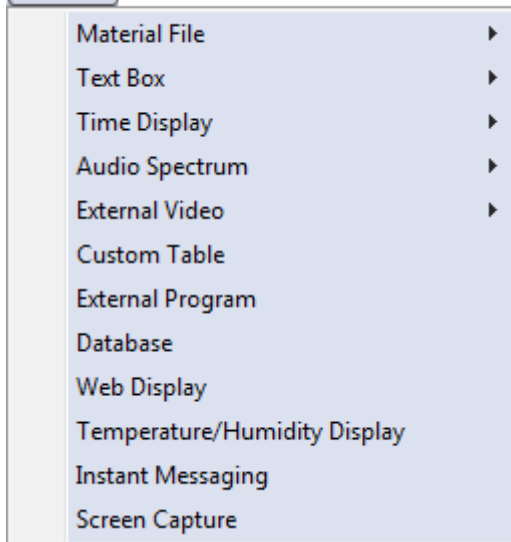 Material File
Text Box
Time Display
Audio Spectrum
External Video
Custom Table
External Program
Database
Web Display
Temperature/Humidity Display
Instant Messaging
Screen Capture